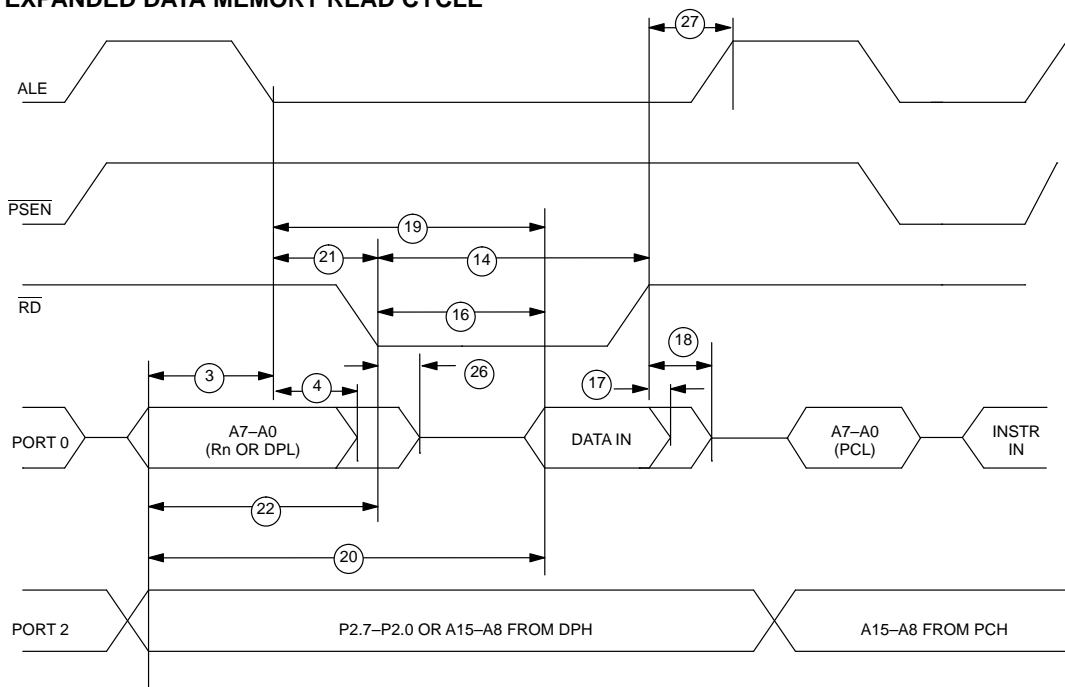 EXPANDED DATA MEMORY READ CYCLE
27
ALE
PSEN
19
21
14
RD
16
18
3
4
26
17
PORT 0
A7–A0
(Rn OR DPL)
DATA IN
A7–A0
(PCL)
INSTR
IN
22
20
PORT 2
P2.7–P2.0 OR A15–A8 FROM DPH
A15–A8 FROM PCH